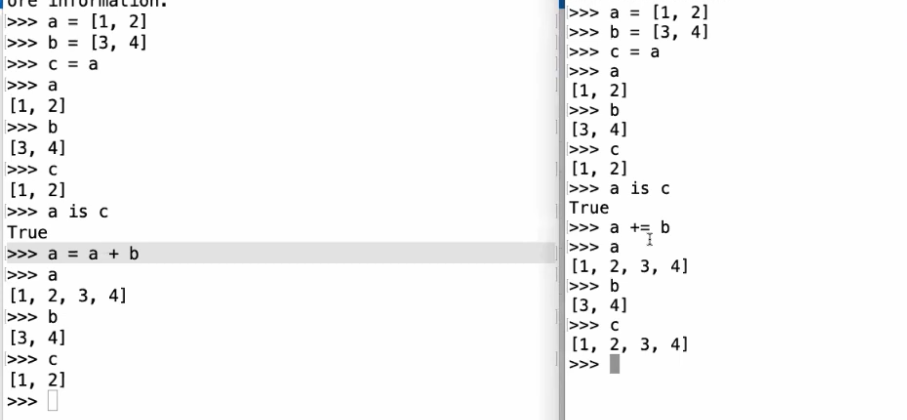 ore information.
>>> a = [1, 2]
>>> b = [3, 4]
>>> c = a
>>> a
[1, 2]
>>> b
[3, 4]
>>> c
[1, 2]
>>> a is c
True
>>> a = a + b
>>> a
[1, 2, 3, 4]
>>> b
[3, 4]
>>> c
[1, 2]
>>>
>>> a = [1, 2]
>>> b = [3, 4]
>>> c = a
>>> a
[1, 2]
>>> b
[3, 4]
>>> c
[1, 2]
>>> a is c
True
>>> a += b
>>> a
[1, 2, 3, 4]
>>> b
[3, 4]
>>> c
[1, 2, 3, 4]
>>>